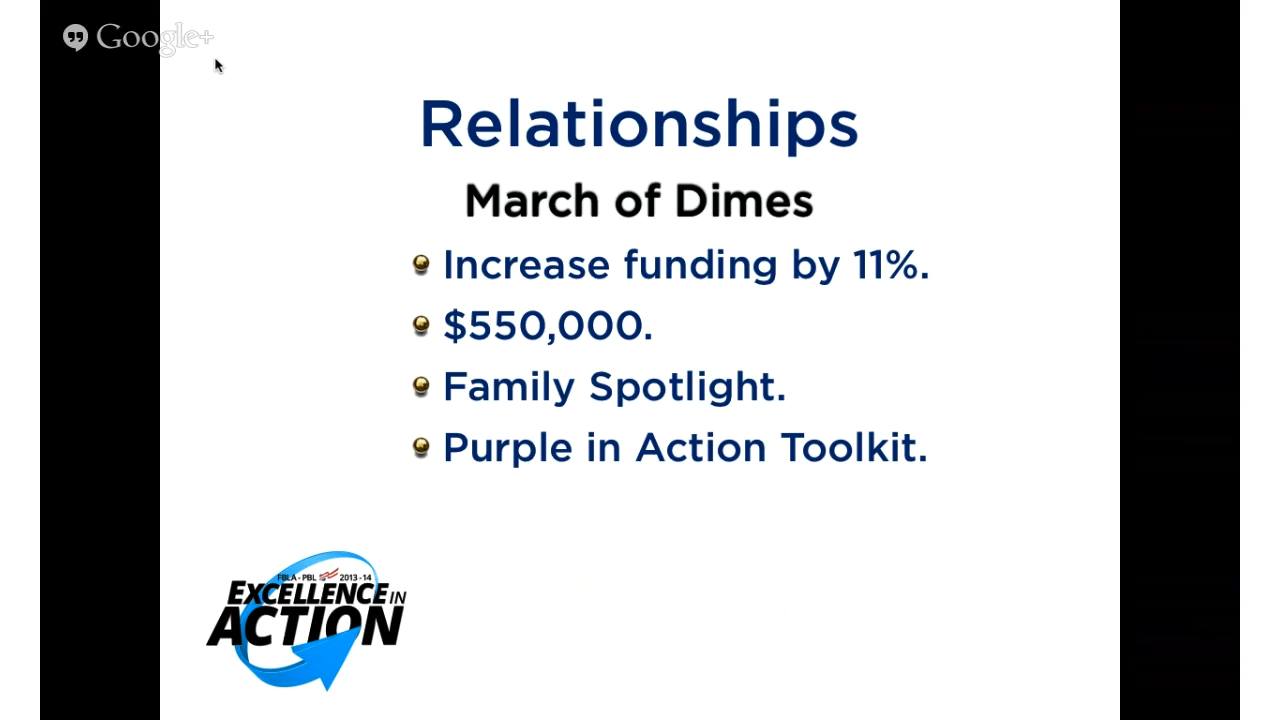 Google+
Relationships
March of Dimes
Increase funding by 11%.
$550,000.
Family Spotlight.
Purple in Action Toolkit.
FBLA-PBL 2013-14
EXCELLENCE IN
ACTION